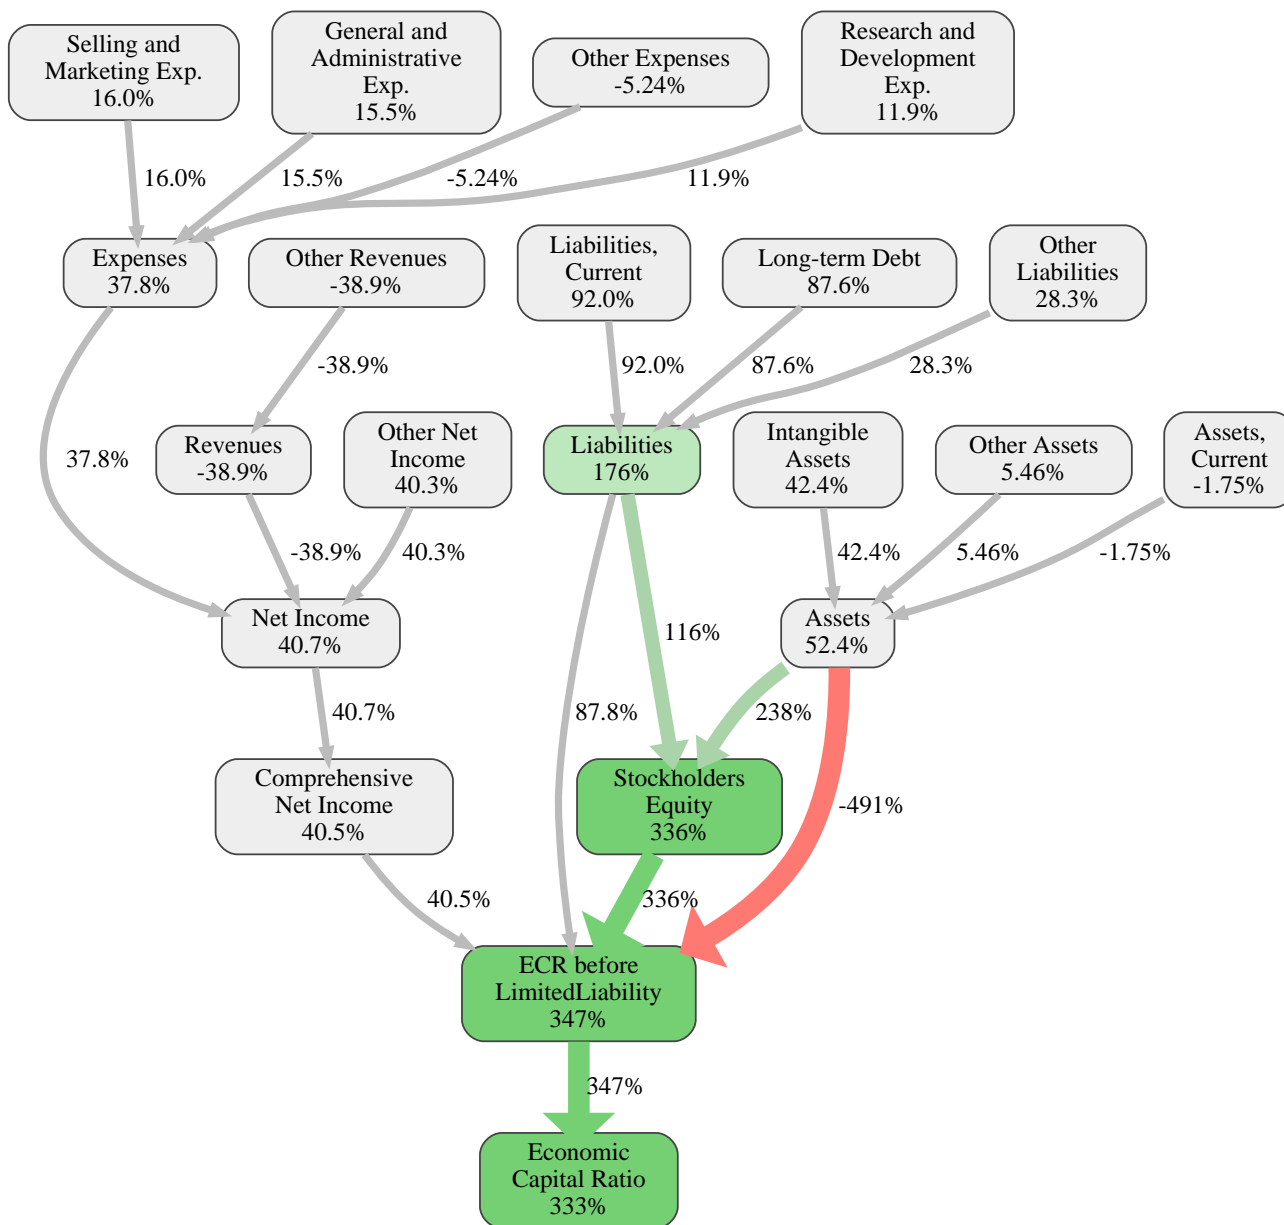 Selling and
Marketing Exp.
16.0%
General and
Administrative
Exp.
15.5%
Other Expenses
-5.24%
Research and
Development
Exp.
11.9%
16.0%
15.5%
-5.24%
11.9%
Expenses
37.8%
Other Revenues
-38.9%
Liabilities,
Current
92.0%
Long-term Debt
87.6%
Other
Liabilities
28.3%
-38.9%
92.0%
87.6%
28.3%
37.8%
Revenues
-38.9%
Other Net
Income
40.3%
Liabilities
176%
Intangible
Assets
42.4%
Other Assets
5.46%
Assets,
Current
-1.75%
-38.9%
40.3%
42.4%
5.46%
-1.75%
Net Income
40.7%
116%
Assets
52.4%
40.7%
87.8%
238%
Comprehensive
Net Income
40.5%
Stockholders
Equity
336%
-491%
40.5%
336%
ECR before
LimitedLiability
347%
347%
Economic
Capital Ratio
333%